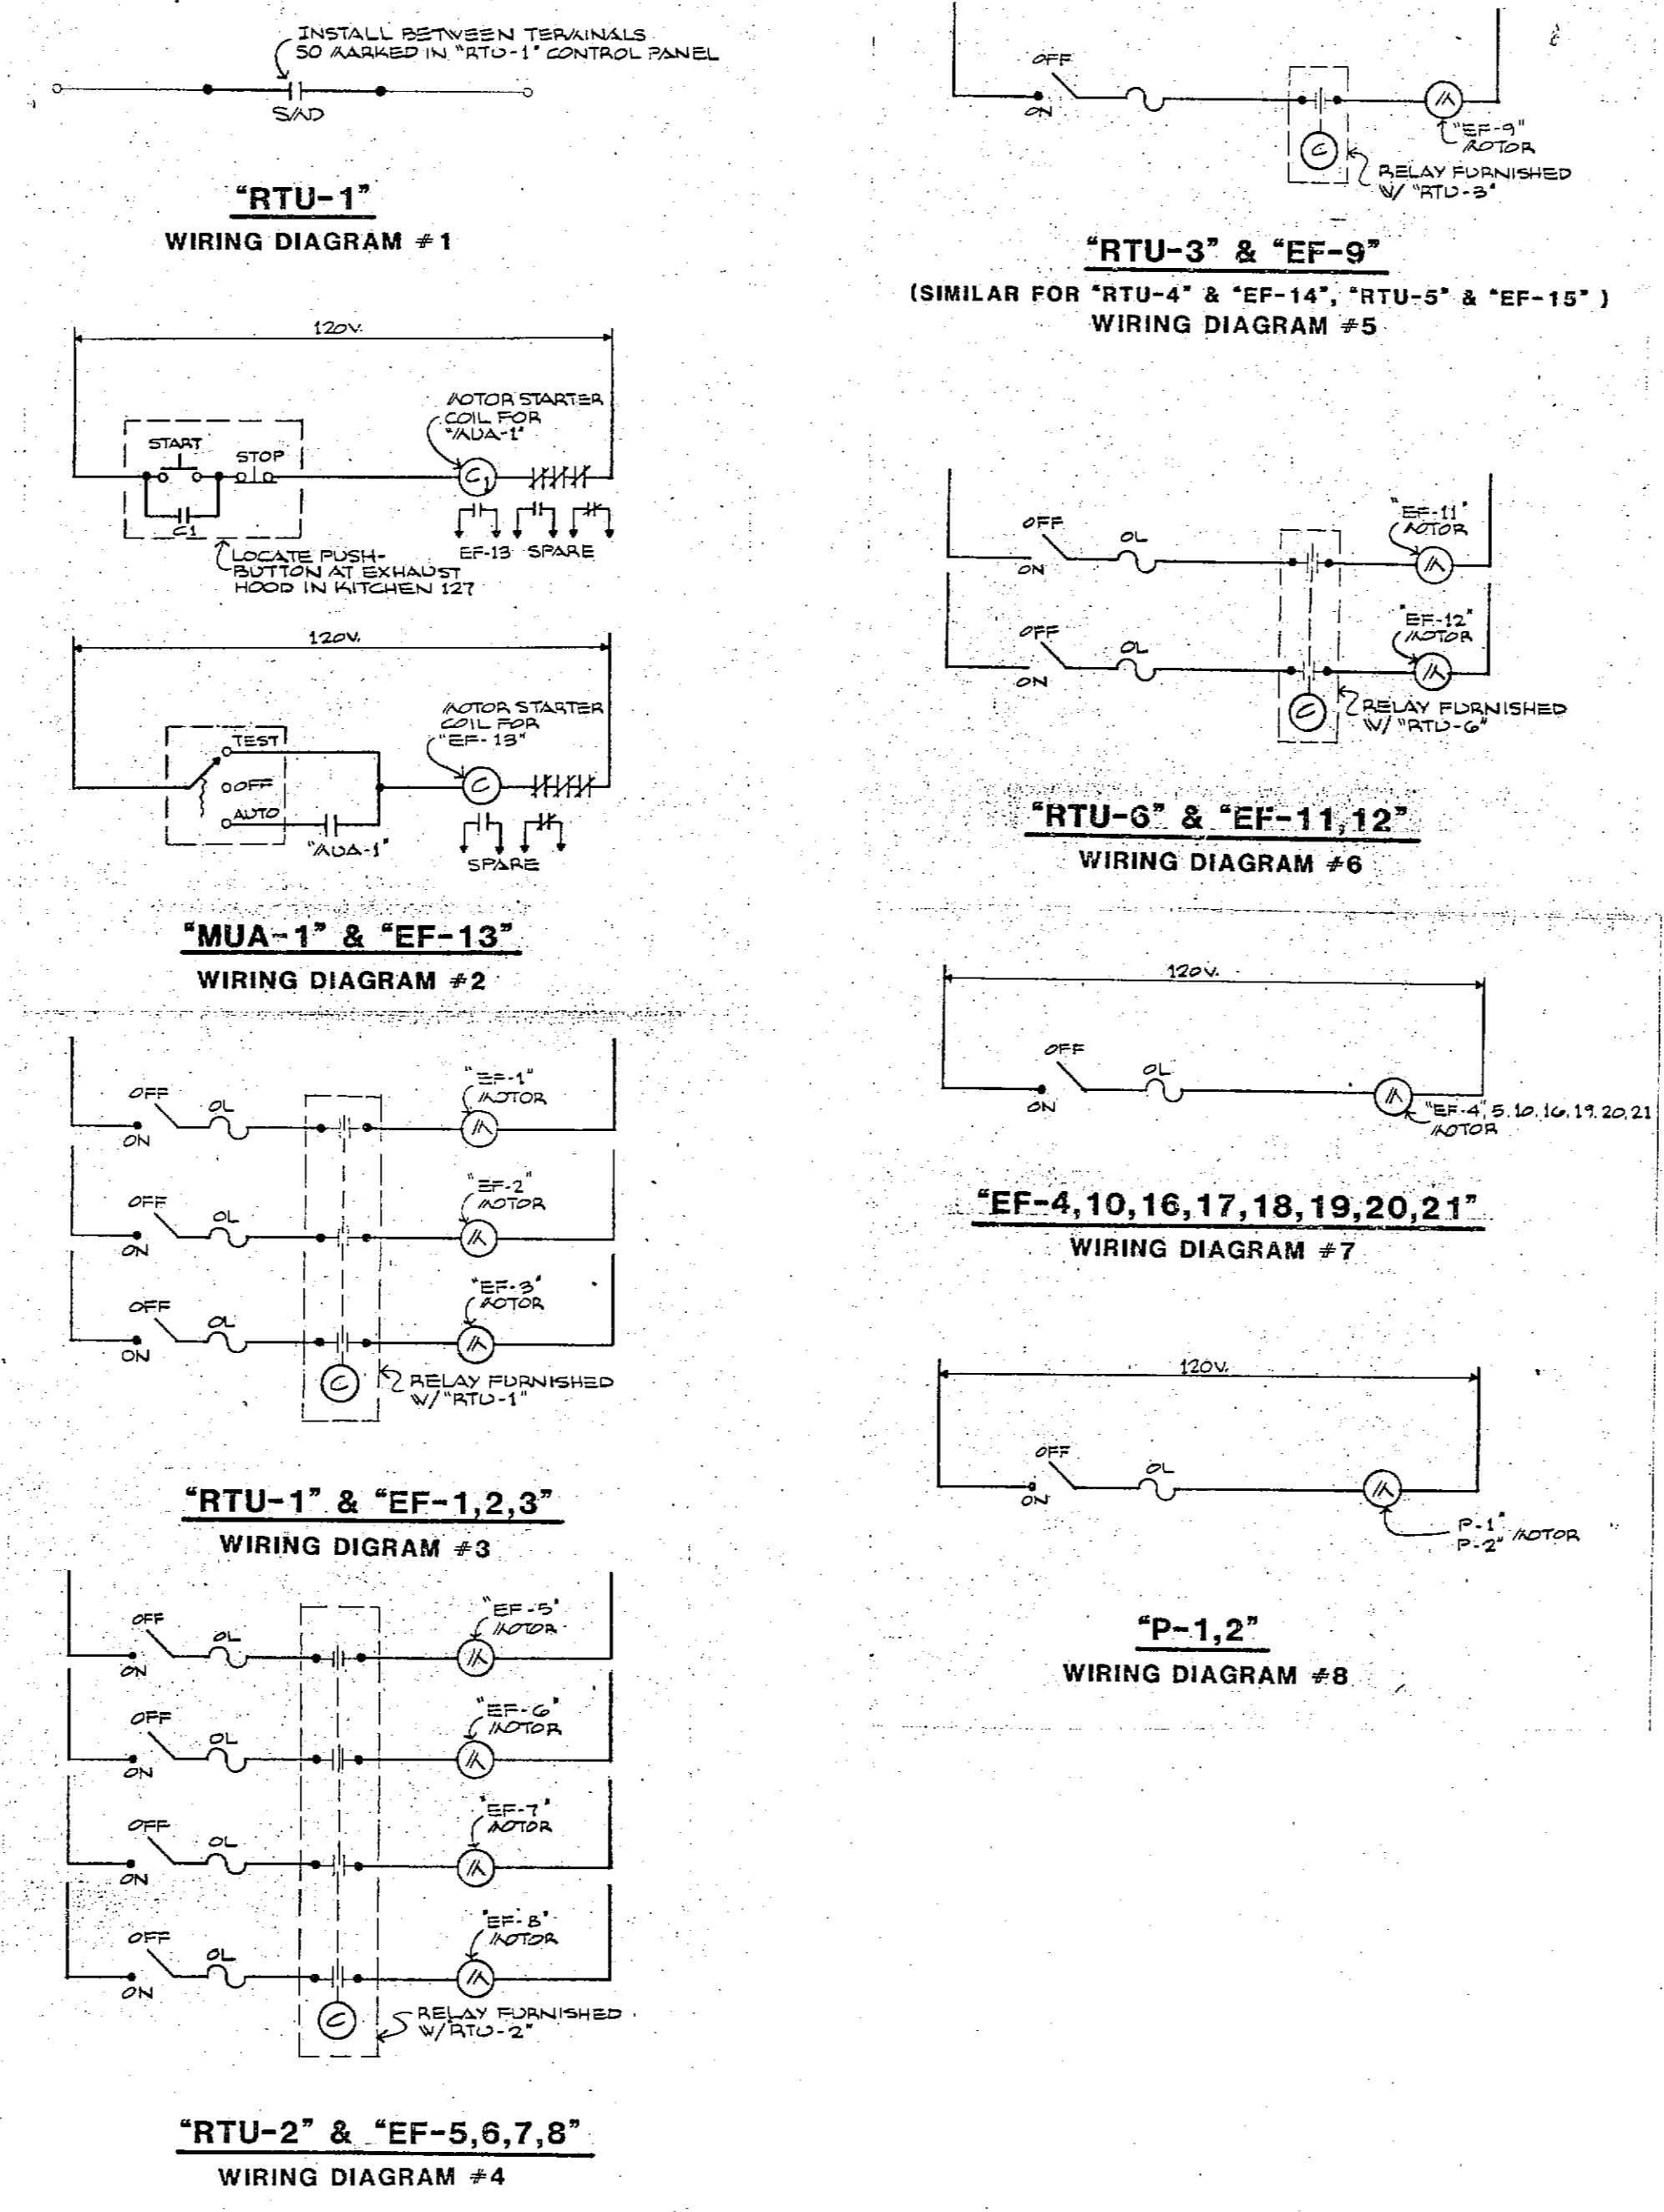 INSTALL BETWEEN TERMINALS
SO MARKED IN "RTU-1" CONTROL PANEL
S/AD
"RTU-1"
WIRING DIAGRAM #1
120V.
MOTOR STARTER
COIL FOR
"MUA-1"
START
STOP
C1
C1
EF-13 SPARE
LOCATE PUSH-
BUTTON AT EXHAUST
HOOD IN KITCHEN 127
120V.
MOTOR STARTER
COIL FOR
"EF-13"
TEST
OFF
AUTO
C
"MUA-1"
SPARE
"MUA-1" & "EF-13"
WIRING DIAGRAM #2
"EF-1"
MOTOR
OFF
OL
ON
M
"EF-2"
MOTOR
OFF
OL
ON
M
"EF-3"
MOTOR
OFF
OL
ON
M
C
RELAY FURNISHED
W/"RTU-1"
"RTU-1" & "EF-1,2,3"
WIRING DIGRAM #3
"EF-5"
MOTOR
OFF
OL
ON
M
"EF-6"
MOTOR
OFF
OL
ON
M
"EF-7"
MOTOR
OFF
OL
ON
M
"EF-8"
MOTOR
OFF
OL
ON
M
C
RELAY FURNISHED
W/RTU-2"
"RTU-2" & "EF-5,6,7,8"
WIRING DIAGRAM #4
OFF
ON
M
"EF-9"
MOTOR
C
RELAY FURNISHED
W/ "RTU-3"
"RTU-3" & "EF-9"
(SIMILAR FOR "RTU-4" & "EF-14", "RTU-5" & "EF-15" )
WIRING DIAGRAM #5
"EF-11"
MOTOR
OFF
OL
ON
M
"EF-12"
MOTOR
OFF
OL
ON
M
C
RELAY FURNISHED
W/ "RTU-6"
"RTU-6" & "EF-11,12"
WIRING DIAGRAM #6
120V.
OFF
OL
ON
M
"EF-4",5,10,16,19,20,21
MOTOR
"EF-4,10,16,17,18,19,20,21"
WIRING DIAGRAM #7
120V.
OFF
OL
ON
M
P-1"
P-2" MOTOR
"P-1,2"
WIRING DIAGRAM #8